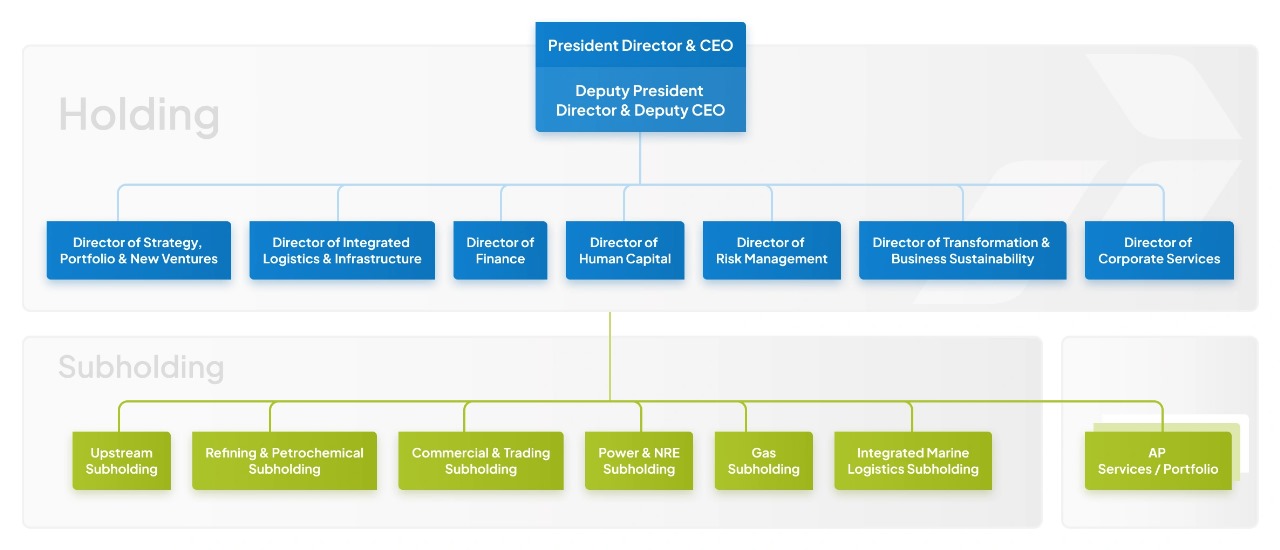 President Director & CEO
Deputy President
Director & Deputy CEO
Holding
Director of Strategy,
Portfolio & New Ventures
Director of Integrated
Logistics & Infrastructure
Director of
Finance
Director of
Human Capital
Director of
Risk Management
Director of Transformation &
Business Sustainability
Director of
Corporate Services
Subholding
Upstream
Subholding
Refining & Petrochemical
Subholding
Commercial & Trading
Subholding
Power & NRE
Subholding
Gas
Subholding
Integrated Marine
Logistics Subholding
AP
Services / Portfolio